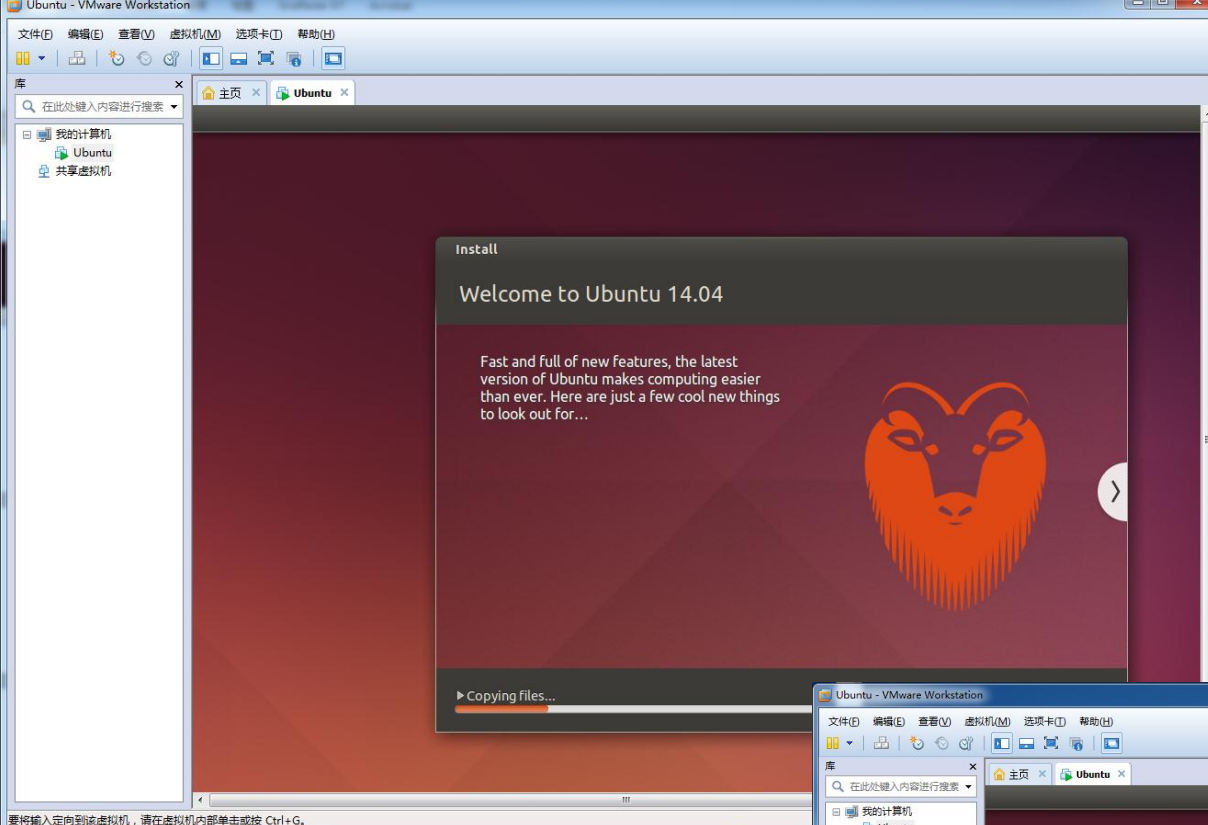 Ubuntu - VMware Workstation
文件(F) 编辑(E) 查看(V) 虚拟机(M) 选项卡(T) 帮助(H)
库
在此处键入内容进行搜索
我的计算机
Ubuntu
共享虚拟机
主页
Ubuntu
Install
Welcome to Ubuntu 14.04
Fast and full of new features, the latest
version of Ubuntu makes computing easier
than ever. Here are just a few cool new things
to look out for...
Copying files...
要将输入定向到该虚拟机，请在虚拟机内部单击或按 Ctrl+G。
Ubuntu - VMware Workstation
文件(F) 编辑(E) 查看(V) 虚拟机(M) 选项卡(T) 帮助(H)
库
主页
Ubuntu
在此处键入内容进行搜索
我的计算机